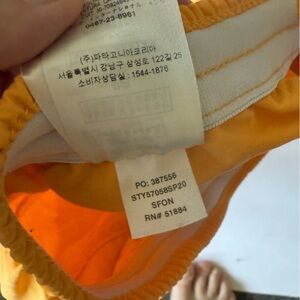 0467-23-8961
(주)파타고니아코리아
서울특별시 강남구 삼성로 122길 25
소비자상담실: 1544-1876
PO: 387556
STY57058SP20
SFON
RN# 51884